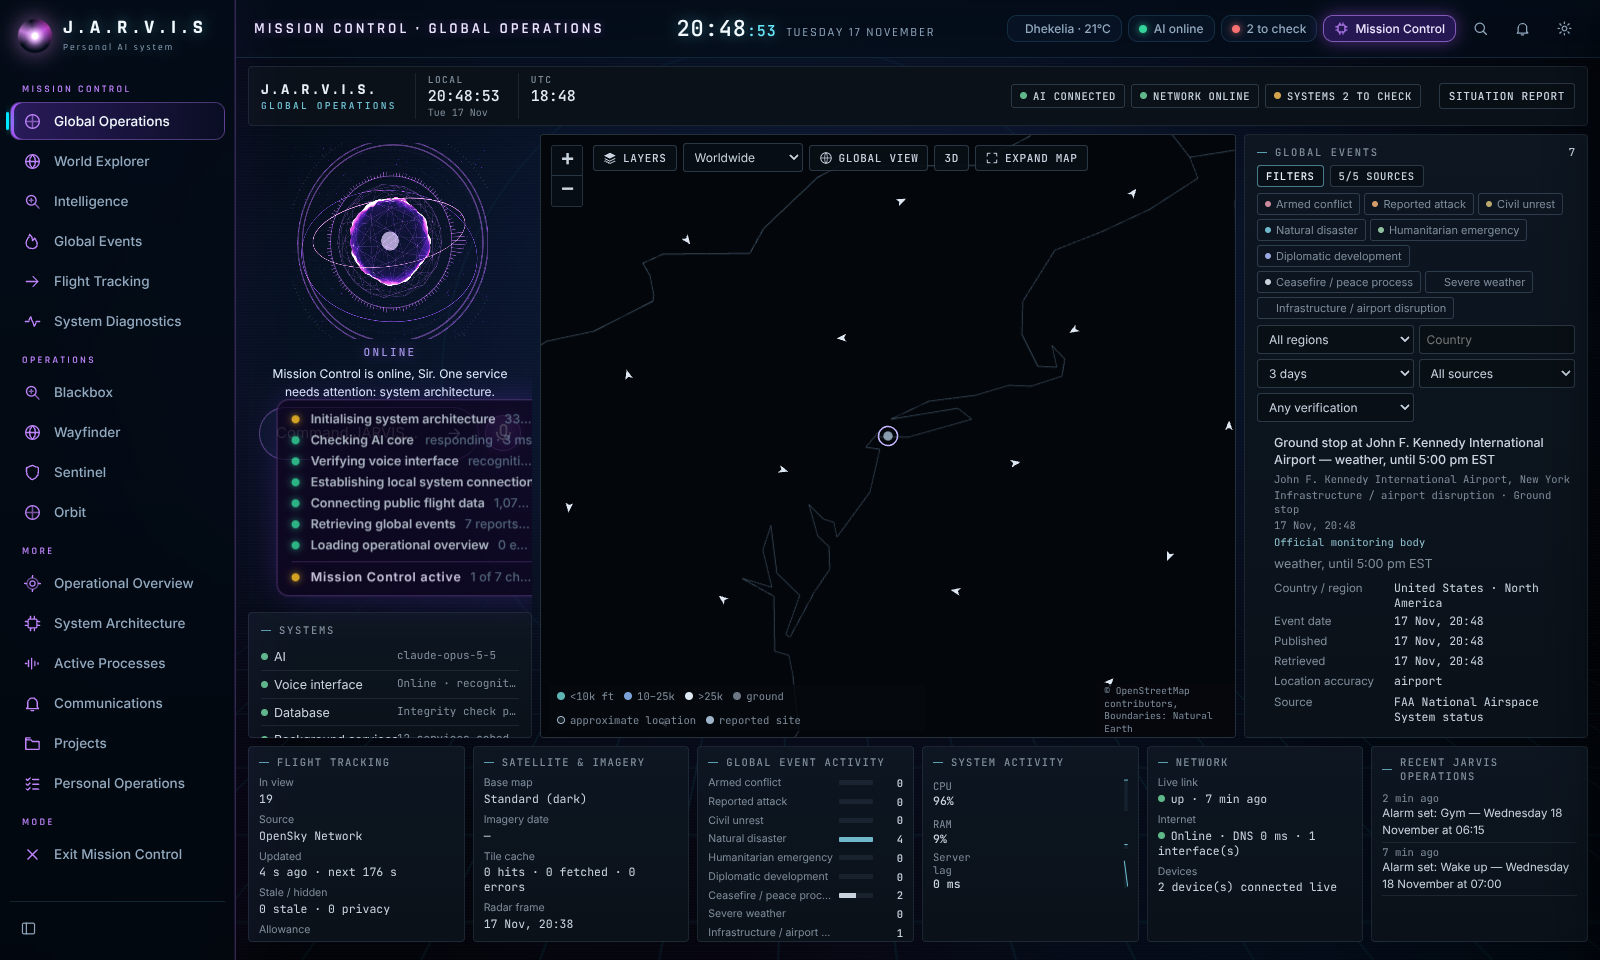 J.A.R.V.I.S
Personal AI system
MISSION CONTROL
Global Operations
World Explorer
Intelligence
Global Events
Flight Tracking
System Diagnostics
OPERATIONS
Blackbox
Wayfinder
Sentinel
Orbit
MORE
Operational Overview
System Architecture
Active Processes
Communications
Projects
Personal Operations
MODE
Exit Mission Control
MISSION CONTROL · GLOBAL OPERATIONS
20:48:53 TUESDAY 17 NOVEMBER
Dhekelia · 21°C
AI online
2 to check
Mission Control
J.A.R.V.I.S.
GLOBAL OPERATIONS
LOCAL
20:48:53
Tue 17 Nov
UTC
18:48
AI CONNECTED
NETWORK ONLINE
SYSTEMS 2 TO CHECK
SITUATION REPORT
ONLINE
Mission Control is online, Sir. One service
needs attention: system architecture.
Initialising system architecture 33...
Checking AI core responding · 3 ms
Verifying voice interface recogniti...
Establishing local system connection
Connecting public flight data 1,07...
Retrieving global events 7 reports...
Loading operational overview 0 e...
Mission Control active 1 of 7 ch...
SYSTEMS
AI claude-opus-5-5
Voice interface Online · recognit...
Database Integrity check p...
+
−
LAYERS
Worldwide
GLOBAL VIEW
3D
EXPAND MAP
<10k ft
10–25k
>25k
ground
approximate location
reported site
© OpenStreetMap
contributors,
Boundaries: Natural
Earth
GLOBAL EVENTS 7
FILTERS
5/5 SOURCES
Armed conflict
Reported attack
Civil unrest
Natural disaster
Humanitarian emergency
Diplomatic development
Ceasefire / peace process
Severe weather
Infrastructure / airport disruption
All regions
Country
3 days
All sources
Any verification
Ground stop at John F. Kennedy International
Airport — weather, until 5:00 pm EST
John F. Kennedy International Airport, New York
Infrastructure / airport disruption · Ground
stop
17 Nov, 20:48
Official monitoring body
weather, until 5:00 pm EST
Country / region United States · North
America
Event date 17 Nov, 20:48
Published 17 Nov, 20:48
Retrieved 17 Nov, 20:48
Location accuracy airport
Source FAA National Airspace
System status
FLIGHT TRACKING
In view
19
Source
OpenSky Network
Updated
4 s ago · next 176 s
Stale / hidden
0 stale · 0 privacy
Allowance
SATELLITE & IMAGERY
Base map
Standard (dark)
Imagery date
—
Tile cache
0 hits · 0 fetched · 0
errors
Radar frame
17 Nov, 20:38
GLOBAL EVENT ACTIVITY
Armed conflict 0
Reported attack 0
Civil unrest 0
Natural disaster 4
Humanitarian emergency 0
Diplomatic development 0
Ceasefire / peace proc... 2
Severe weather 0
Infrastructure / airport ... 1
SYSTEM ACTIVITY
CPU
96%
RAM
9%
Server
lag
0 ms
NETWORK
Live link
up · 7 min ago
Internet
Online · DNS 0 ms · 1
interface(s)
Devices
2 device(s) connected live
RECENT JARVIS
OPERATIONS
2 min ago
Alarm set: Gym — Wednesday 18
November at 06:15
7 min ago
Alarm set: Wake up — Wednesday
18 November at 07:00